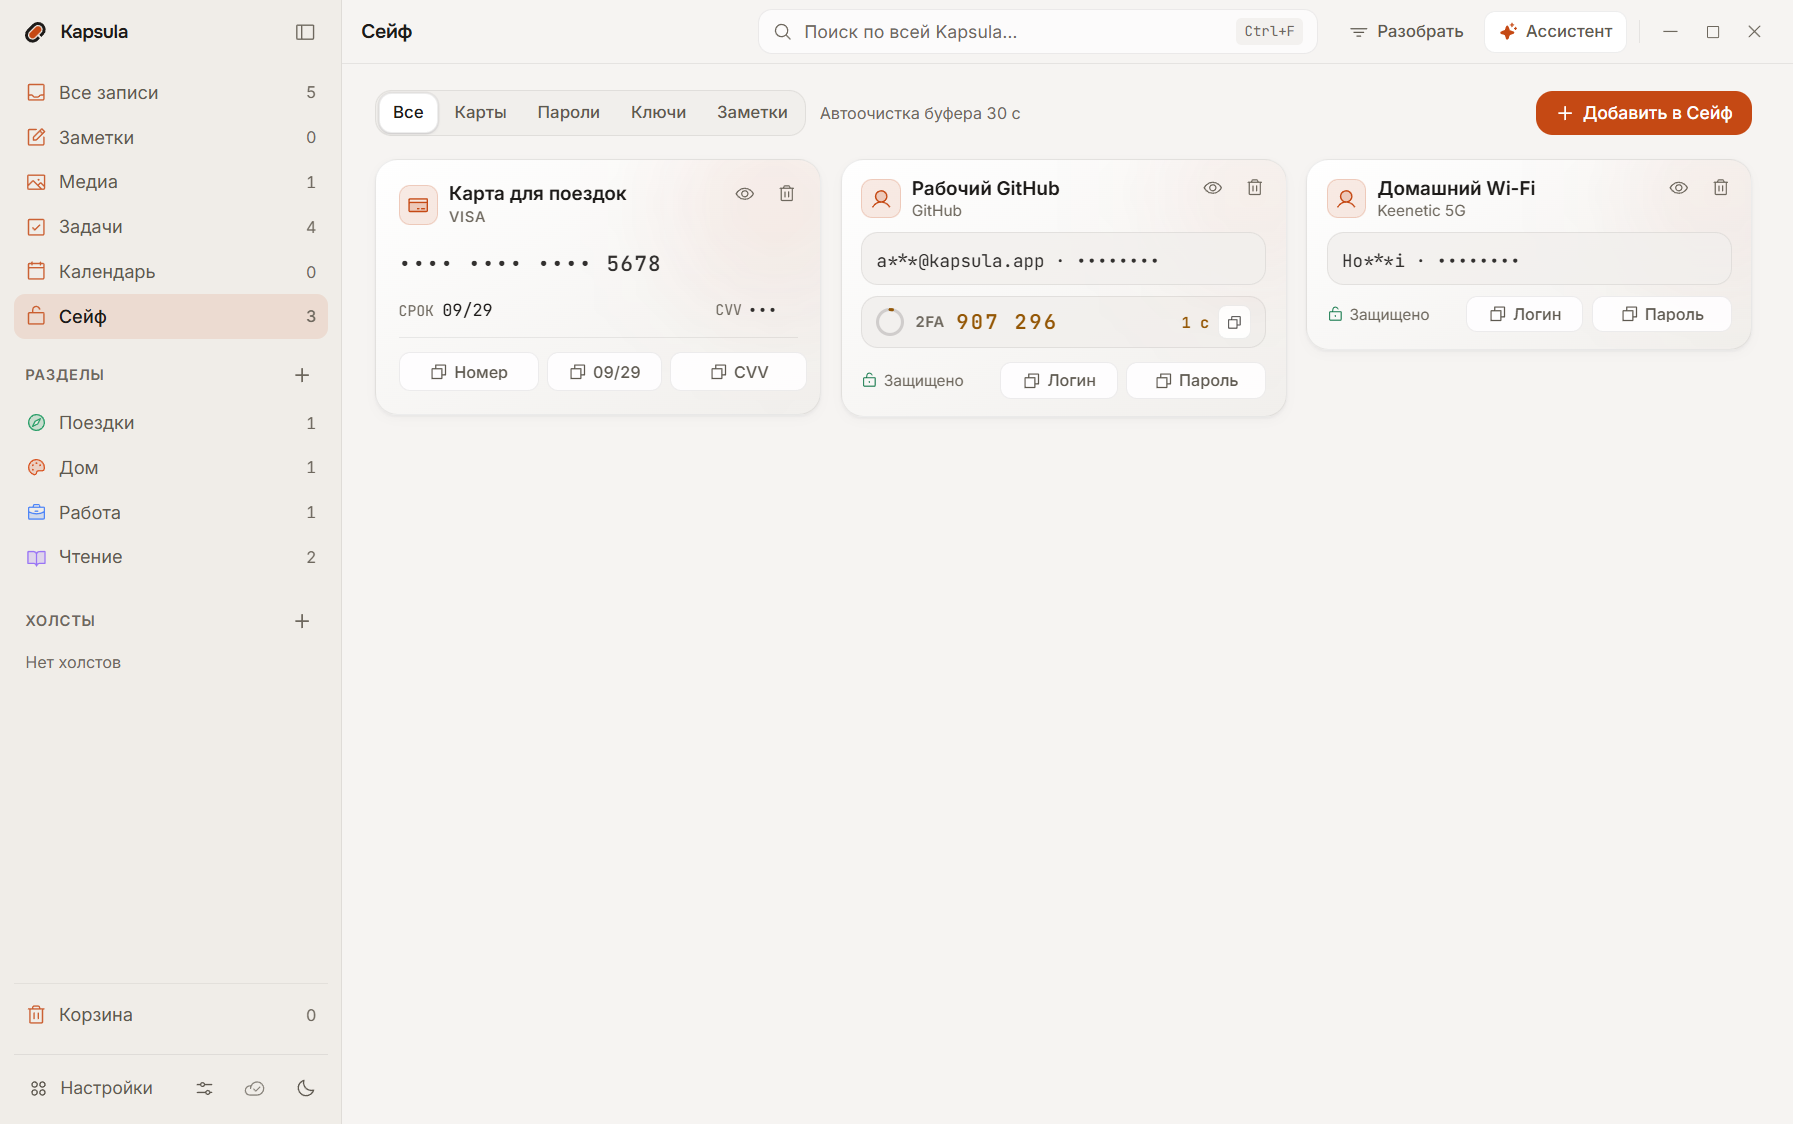 Kapsula
Все записи 5
Заметки 0
Медиа 1
Задачи 4
Календарь 0
Сейф 3
РАЗДЕЛЫ
Поездки 1
Дом 1
Работа 1
Чтение 2
ХОЛСТЫ
Нет холстов
Корзина 0
Настройки
Сейф
Поиск по всей Kapsula... Ctrl+F
Разобрать
Ассистент
Все Карты Пароли Ключи Заметки
Автоочистка буфера 30 с
Добавить в Сейф
Карта для поездок
VISA
•••• •••• •••• 5678
СРОК 09/29 CVV •••
Номер 09/29 CVV
Рабочий GitHub
GitHub
a***@kapsula.app · ••••••••
2FA 907 296 1 с
Защищено Логин Пароль
Домашний Wi-Fi
Keenetic 5G
Ho***i · ••••••••
Защищено Логин Пароль